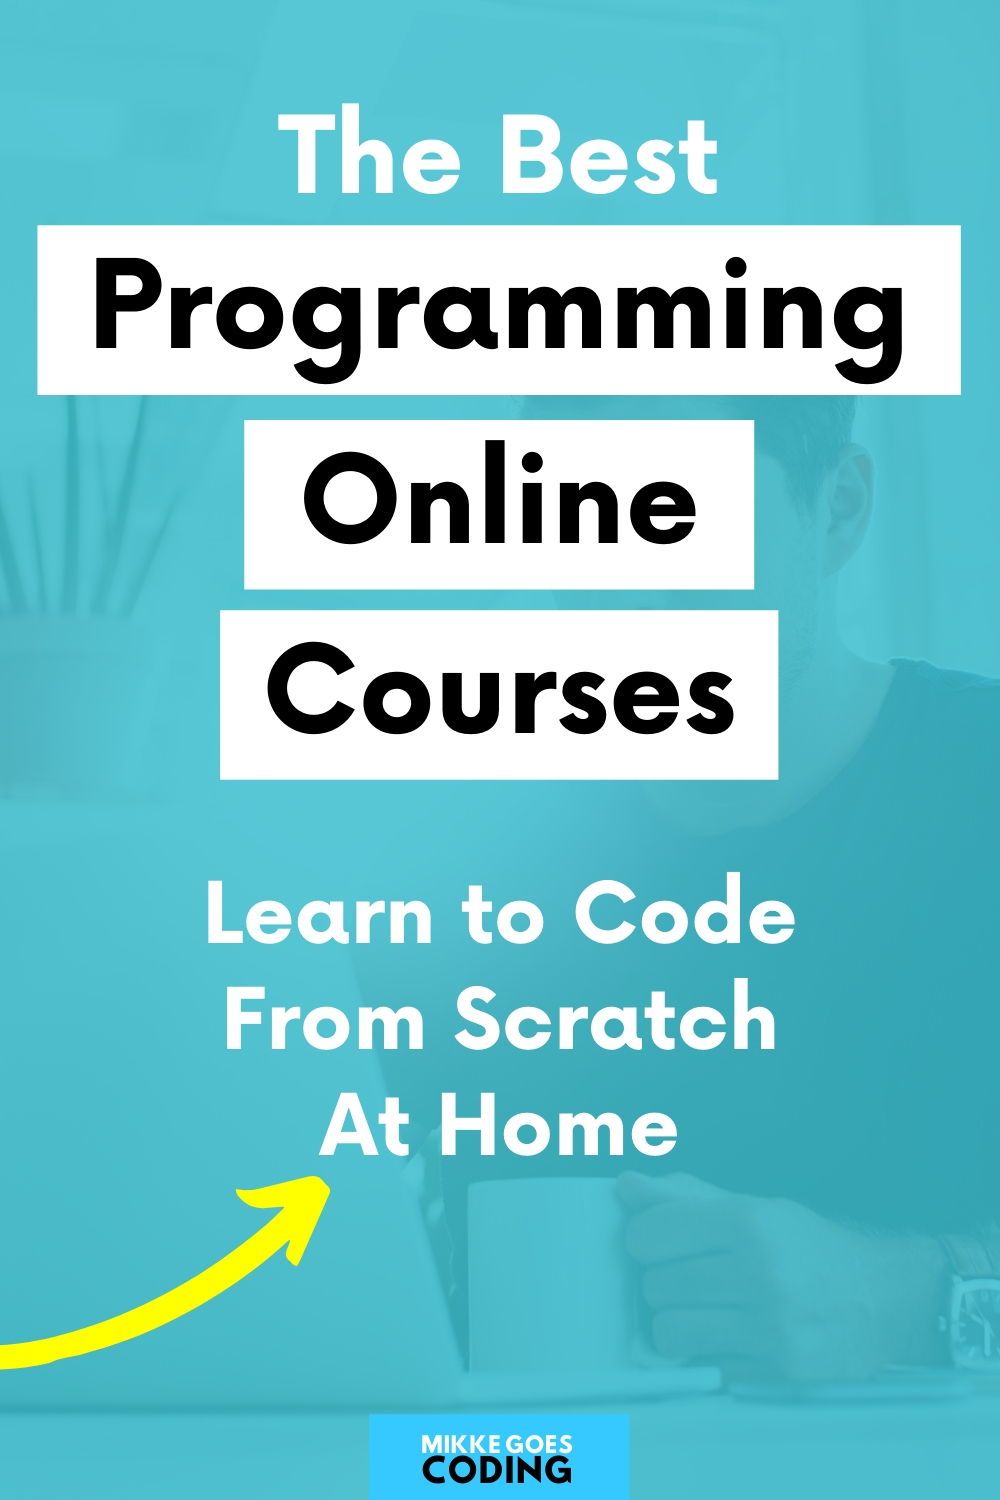 The Best
Programming
Online
Courses
Learn to Code
From Scratch
At Home
MIKKE GOES
CODING